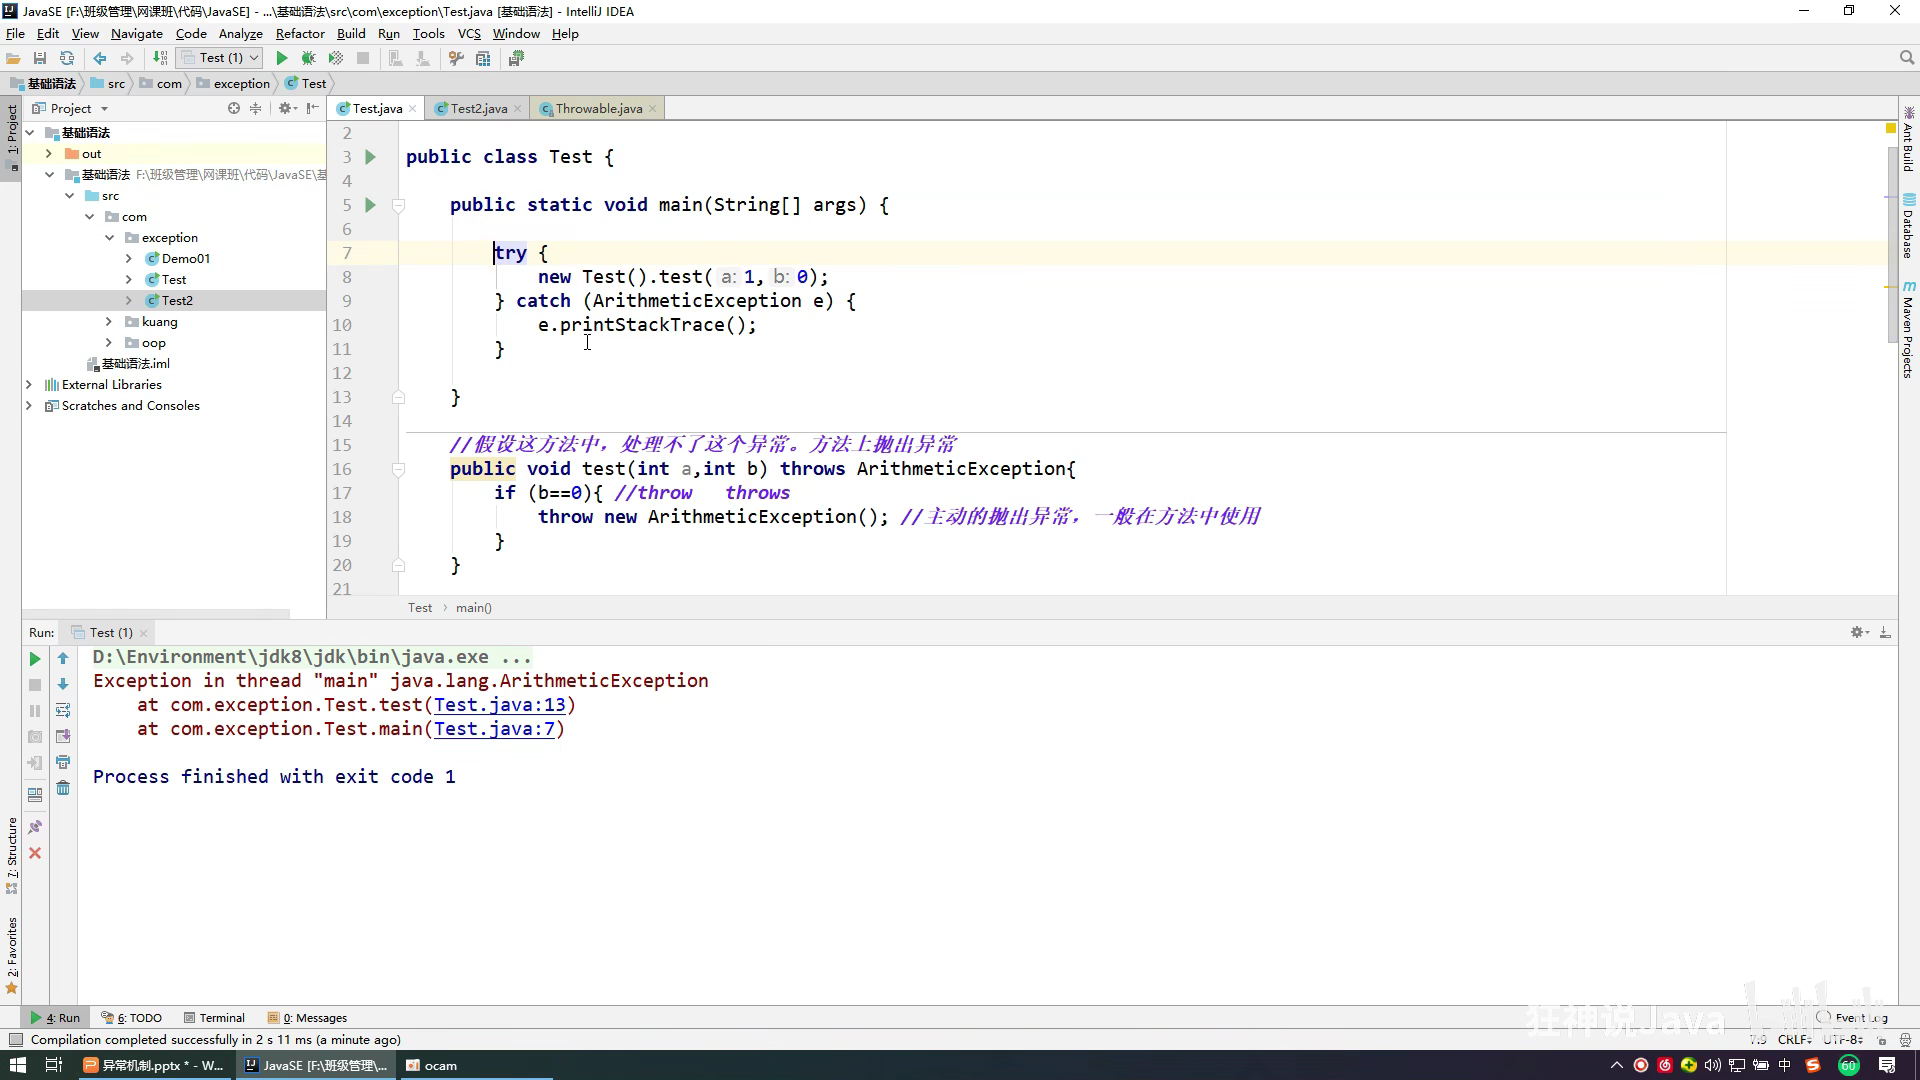 JavaSE [F:\班级管理\网课班\代码\JavaSE] - ...\基础语法\src\com\exception\Test.java [基础语法] - IntelliJ IDEA
File Edit View Navigate Code Analyze Refactor Build Run Tools VCS Window Help
Test (1)
基础语法 src com exception Test
Project
Test.java Test2.java Throwable.java
1: Project
基础语法
out
基础语法 F:\班级管理\网课班\代码\JavaSE\基
src
com
exception
Demo01
Test
Test2
kuang
oop
基础语法.iml
External Libraries
Scratches and Consoles
2
3 public class Test {
4
5 public static void main(String[] args) {
6
7 try {
8 new Test().test( a: 1, b: 0);
9 } catch (ArithmeticException e) {
10 e.printStackTrace();
11 }
12
13 }
14
15 //假设这方法中，处理不了这个异常。方法上抛出异常
16 public void test(int a,int b) throws ArithmeticException{
17 if (b==0){ //throw throws
18 throw new ArithmeticException(); //主动的抛出异常，一般在方法中使用
19 }
20 }
21
Test › main()
Ant Build
Database
Maven Projects
Run: Test (1)
D:\Environment\jdk8\jdk\bin\java.exe ...
Exception in thread "main" java.lang.ArithmeticException
at com.exception.Test.test(Test.java:13)
at com.exception.Test.main(Test.java:7)
Process finished with exit code 1
7: Structure
2: Favorites
4: Run 6: TODO Terminal 0: Messages Event Log
狂神说Java
Compilation completed successfully in 2 s 11 ms (a minute ago) 7:9 CRLF÷ UTF-8÷
异常机制.pptx * - W... JavaSE [F:\班级管理\... ocam 中 60